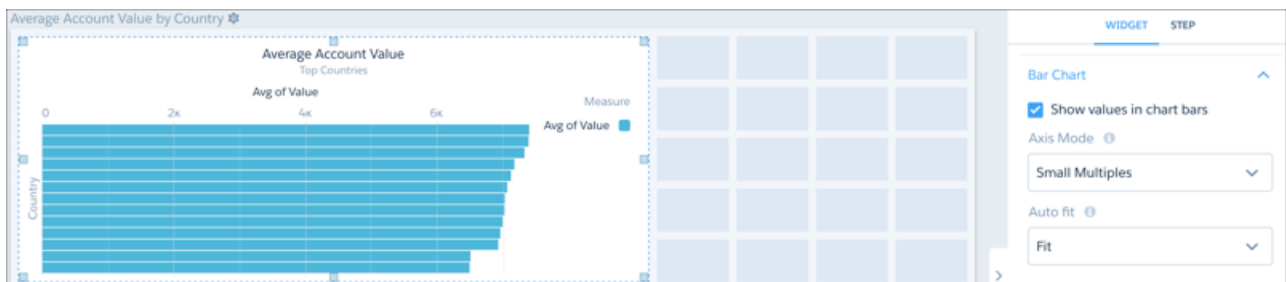 Average Account Value by Country
Average Account Value
Top Countries
Avg of Value
0 2K 4K 6K
Country
Measure
Avg of Value
WIDGET STEP
Bar Chart
Show values in chart bars
Axis Mode
Small Multiples
Auto fit
Fit